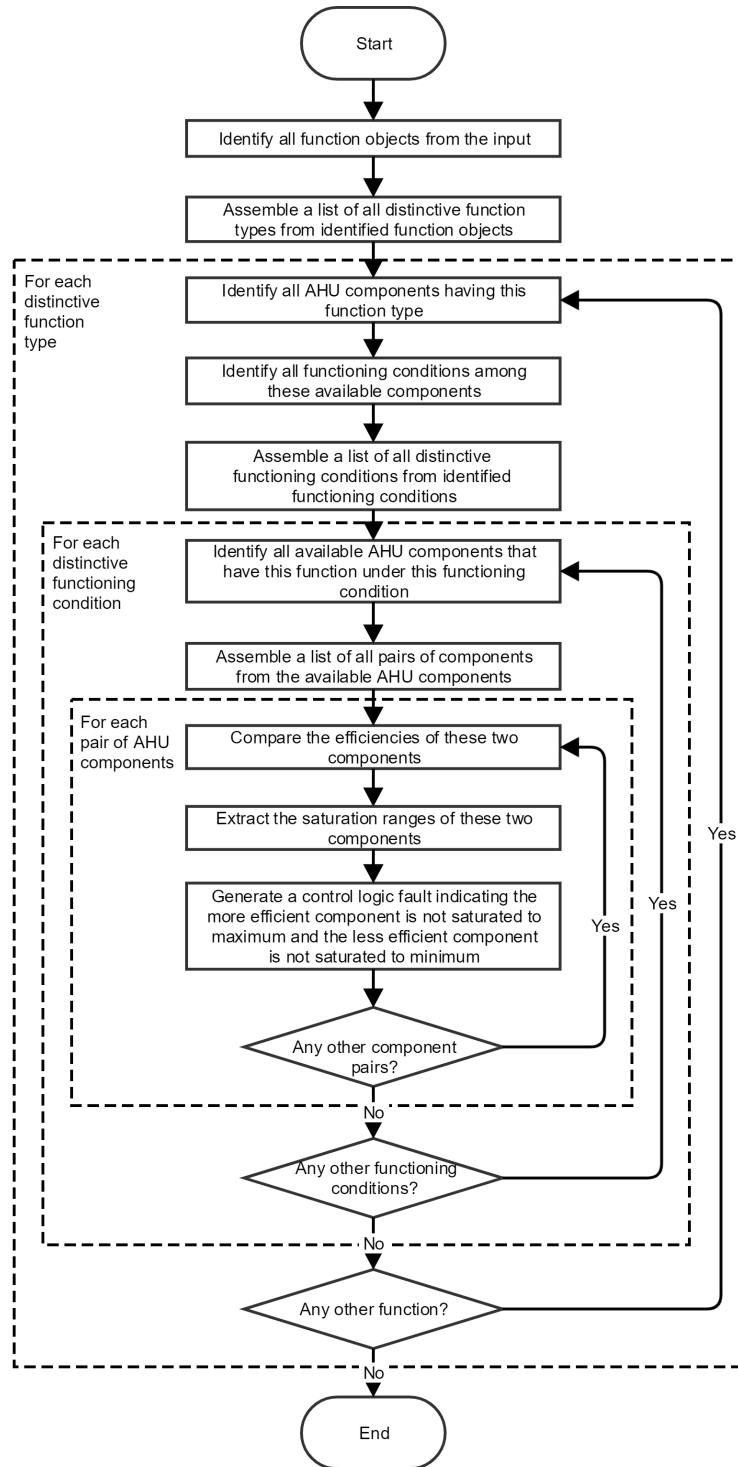 Start
Identify all function objects from the input
Assemble a list of all distinctive function
types from identified function objects
For each
distinctive
function
type
Identify all AHU components having this
function type
Identify all functioning conditions among
these available components
Assemble a list of all distinctive
functioning conditions from identified
functioning conditions
For each
distinctive
functioning
condition
Identify all available AHU components that
have this function under this functioning
condition
Assemble a list of all pairs of components
from the available AHU components
For each
pair of AHU
components
Compare the efficiencies of these two
components
Extract the saturation ranges of these two
components
Generate a control logic fault indicating the
more efficient component is not saturated to
maximum and the less efficient component
is not saturated to minimum
Yes
Yes
Yes
Any other component
pairs?
No
Any other functioning
conditions?
No
Any other function?
No
End